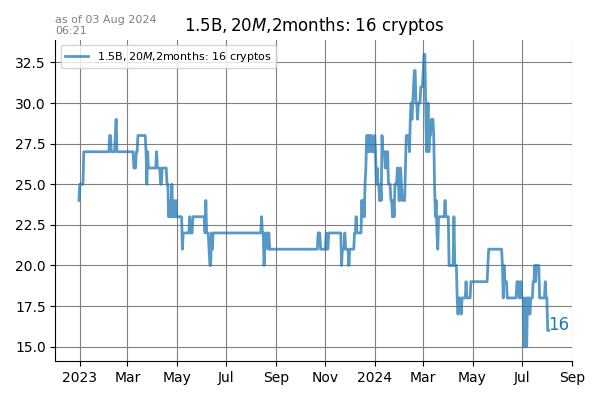 as of 03 Aug 2024
06:21
1.5B, 20M,2months: 16 cryptos
1.5B, 20M,2months: 16 cryptos
32.5
30.0
27.5
25.0
22.5
20.0
17.5
15.0
16
2023 Mar May Jul Sep Nov 2024 Mar May Jul Sep